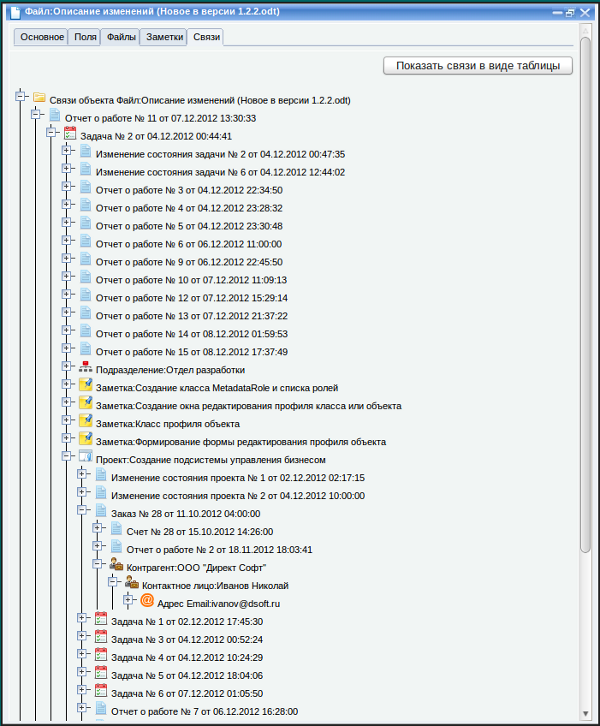 Файл:Описание изменений (Новое в версии 1.2.2.odt)
Основное Поля Файлы Заметки Связи
Показать связи в виде таблицы
Связи объекта Файл:Описание изменений (Новое в версии 1.2.2.odt)
Отчет о работе № 11 от 07.12.2012 13:30:33
Задача № 2 от 04.12.2012 00:44:41
Изменение состояния задачи № 2 от 04.12.2012 00:47:35
Изменение состояния задачи № 6 от 04.12.2012 12:44:02
Отчет о работе № 3 от 04.12.2012 22:34:50
Отчет о работе № 4 от 04.12.2012 23:28:32
Отчет о работе № 5 от 04.12.2012 23:30:48
Отчет о работе № 6 от 06.12.2012 11:00:00
Отчет о работе № 9 от 06.12.2012 22:45:50
Отчет о работе № 10 от 07.12.2012 11:09:13
Отчет о работе № 12 от 07.12.2012 15:29:14
Отчет о работе № 13 от 07.12.2012 21:37:22
Отчет о работе № 14 от 08.12.2012 01:59:53
Отчет о работе № 15 от 08.12.2012 17:37:49
Подразделение:Отдел разработки
Заметка:Создание класса MetadataRole и списка ролей
Заметка:Создание окна редактирования профиля класса или объекта
Заметка:Класс профиля объекта
Заметка:Формирование формы редактирования профиля объекта
Проект:Создание подсистемы управления бизнесом
Изменение состояния проекта № 1 от 02.12.2012 02:17:15
Изменение состояния проекта № 2 от 04.12.2012 10:00:00
Заказ № 28 от 11.10.2012 04:00:00
Счет № 28 от 15.10.2012 14:26:00
Отчет о работе № 2 от 18.11.2012 18:03:41
Контрагент:ООО "Директ Софт"
Контактное лицо:Иванов Николай
Адрес Email:ivanov@dsoft.ru
Задача № 1 от 02.12.2012 17:45:30
Задача № 3 от 04.12.2012 00:52:24
Задача № 4 от 04.12.2012 10:24:29
Задача № 5 от 04.12.2012 18:04:06
Задача № 6 от 07.12.2012 01:05:50
Отчет о работе № 7 от 06.12.2012 16:28:00